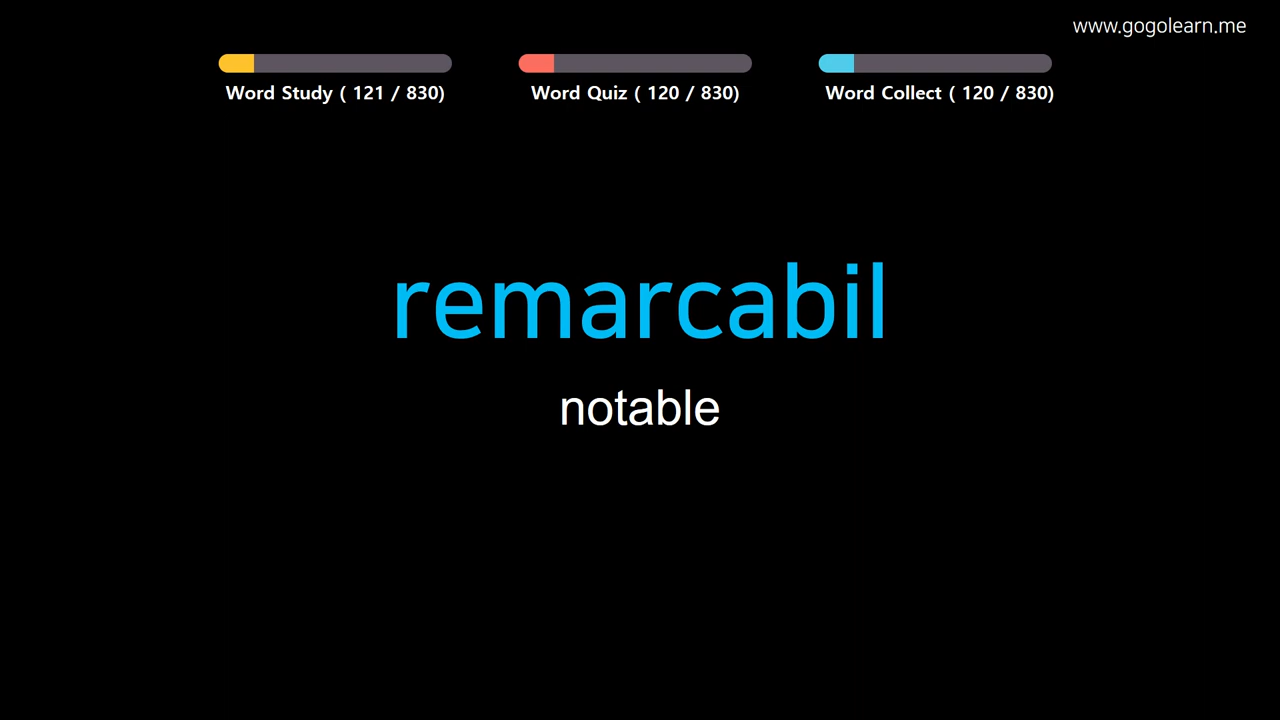 www.gogolearn.me
Word Study ( 121 / 830)
Word Quiz ( 120 / 830)
Word Collect ( 120 / 830)
remarcabil
notable